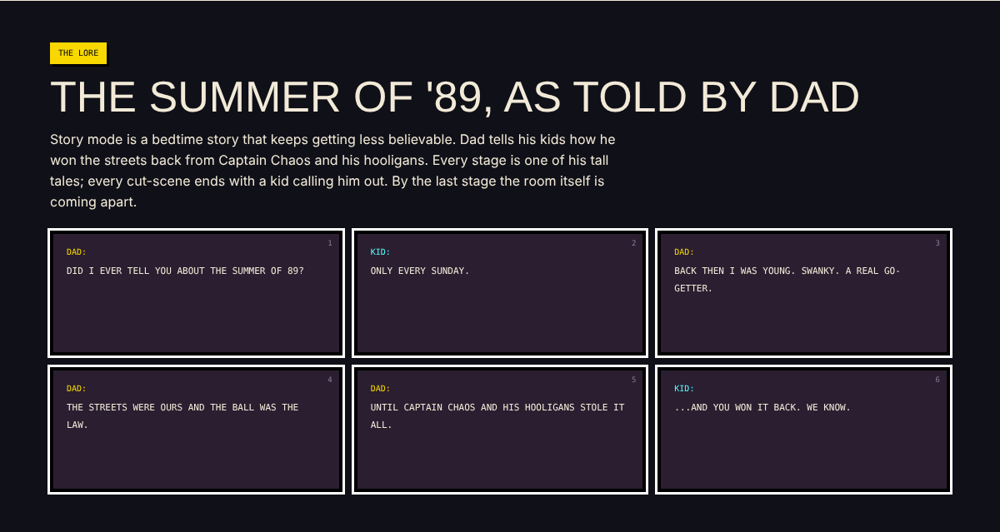 THE LORE
THE SUMMER OF '89, AS TOLD BY DAD
Story mode is a bedtime story that keeps getting less believable. Dad tells his kids how he
won the streets back from Captain Chaos and his hooligans. Every stage is one of his tall
tales; every cut-scene ends with a kid calling him out. By the last stage the room itself is
coming apart.
1
DAD:
DID I EVER TELL YOU ABOUT THE SUMMER OF 89?
2
KID:
ONLY EVERY SUNDAY.
3
DAD:
BACK THEN I WAS YOUNG. SWANKY. A REAL GO-
GETTER.
4
DAD:
THE STREETS WERE OURS AND THE BALL WAS THE
LAW.
5
DAD:
UNTIL CAPTAIN CHAOS AND HIS HOOLIGANS STOLE IT
ALL.
6
KID:
...AND YOU WON IT BACK. WE KNOW.